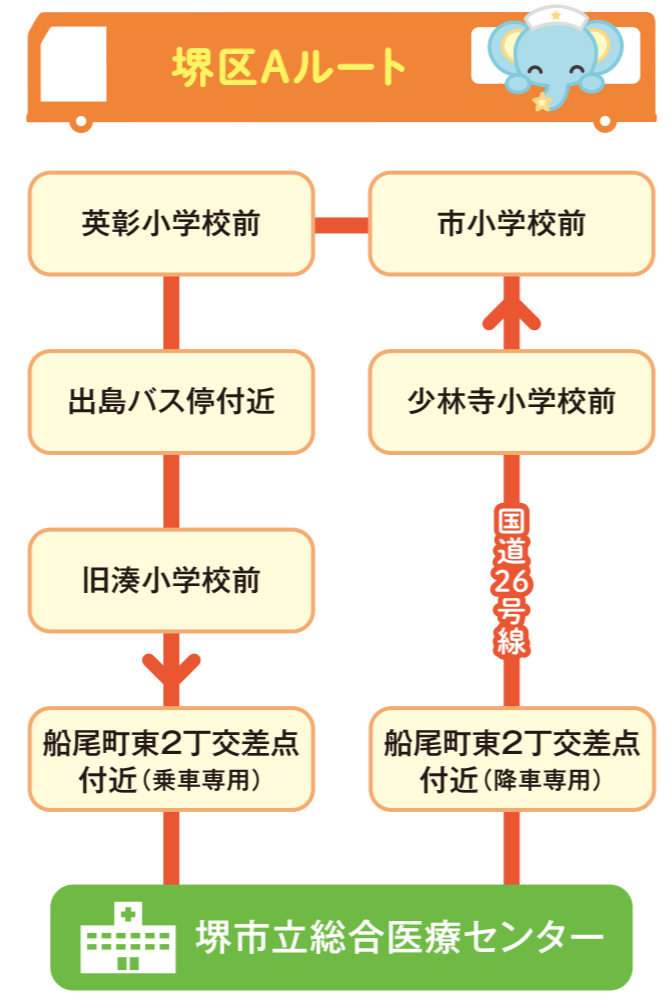 堺区Aルート
英彰小学校前
市小学校前
出島バス停付近
少林寺小学校前
国道26号線
旧湊小学校前
船尾町東2丁交差点
付近(乗車専用)
船尾町東2丁交差点
付近(降車専用)
堺市立総合医療センター